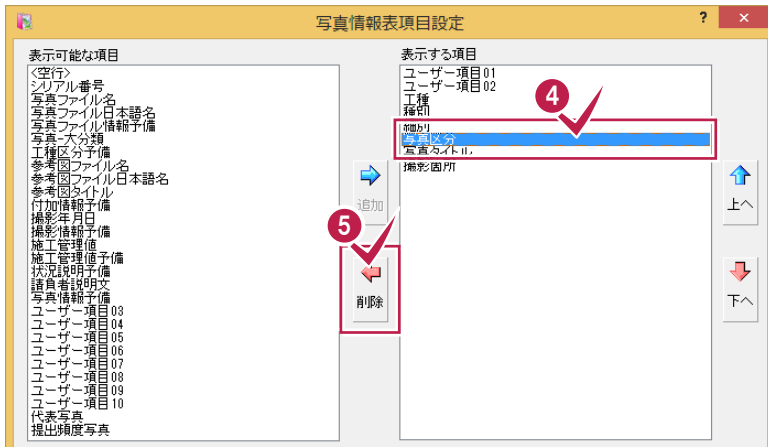 写真情報表項目設定
? ×
表示可能な項目
<空行>
シリアル番号
写真ファイル名
写真ファイル日本語名
写真ファイル情報予備
写真-大分類
工種区分予備
参考図ファイル名
参考図ファイル日本語名
参考図タイトル
付加情報予備
撮影年月日
撮影情報予備
施工管理値
施工管理値予備
状況説明予備
請負者説明文
写真情報予備
ユーザー項目03
ユーザー項目04
ユーザー項目05
ユーザー項目06
ユーザー項目07
ユーザー項目08
ユーザー項目09
ユーザー項目10
代表写真
提出頻度写真
追加
5
削除
表示する項目
ユーザー項目01
ユーザー項目02
工種
種別
細別
写真区分
写真タイトル
撮影箇所
4
上へ
下へ